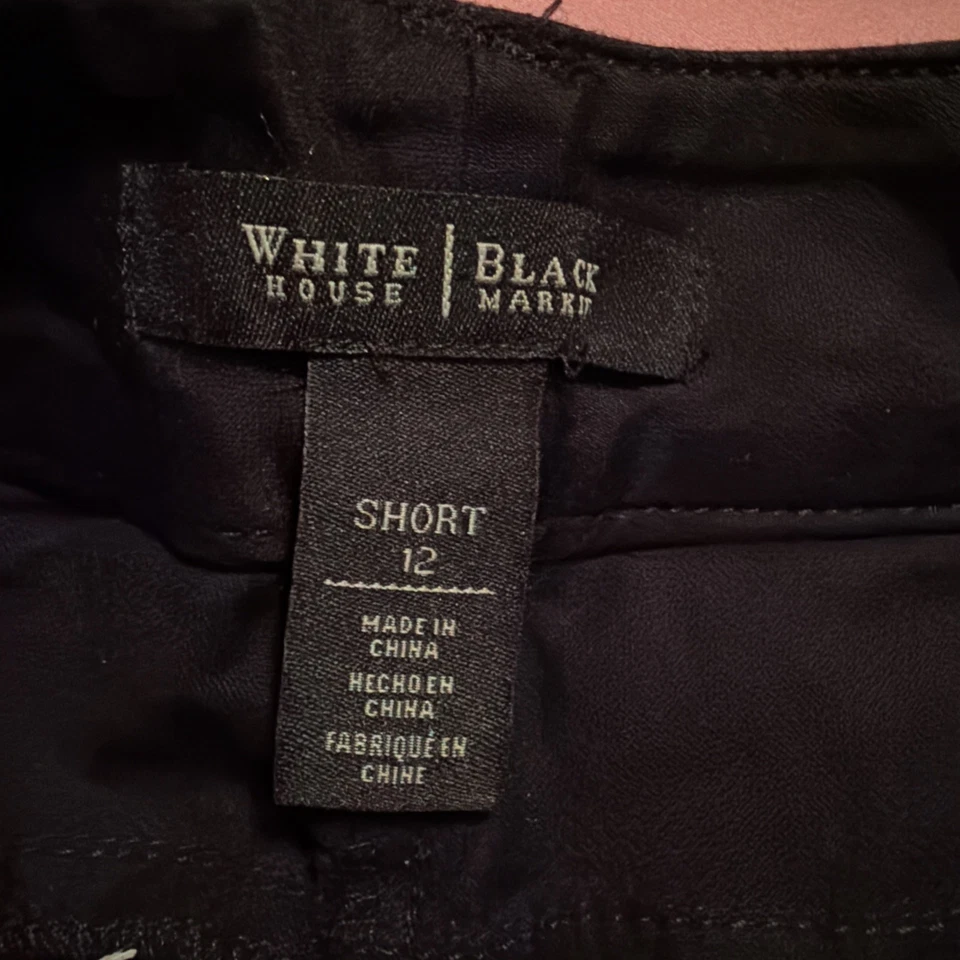 WHITE | BLACK
HOUSE | MARKET
SHORT
12
MADE IN
CHINA
HECHO EN
CHINA
FABRIQUÉ EN
CHINE